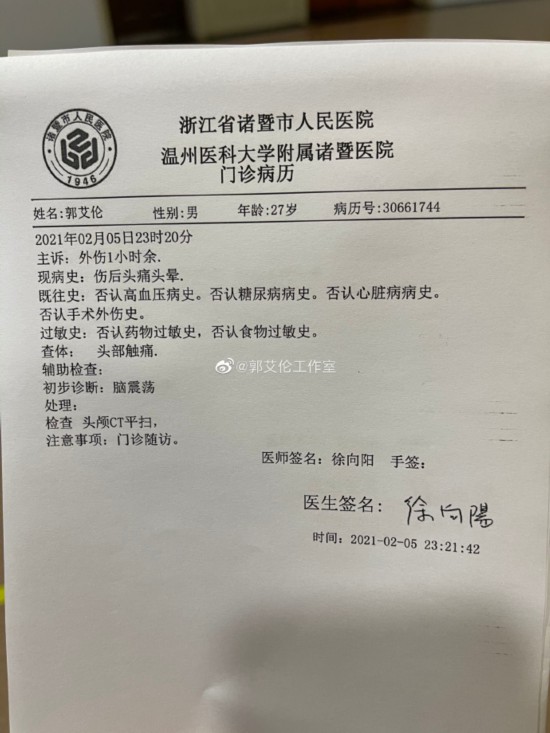 诸暨市人民医院
1946
浙江省诸暨市人民医院
温州医科大学附属诸暨医院
门诊病历
姓名:郭艾伦 性别:男 年龄:27岁 病历号:30661744
2021年02月05日23时20分
主诉: 外伤1小时余.
现病史: 伤后头痛头晕.
既往史: 否认高血压病史。否认糖尿病病史。否认心脏病病史。
否认手术外伤史。
过敏史: 否认药物过敏史, 否认食物过敏史。
查体: 头部触痛.
辅助检查:
初步诊断: 脑震荡
处理:
检查 头颅CT平扫,
注意事项: 门诊随访。
@郭艾伦工作室
医师签名: 徐向阳 手签:
医生签名: 徐向陽
时间: 2021-02-05 23:21:42